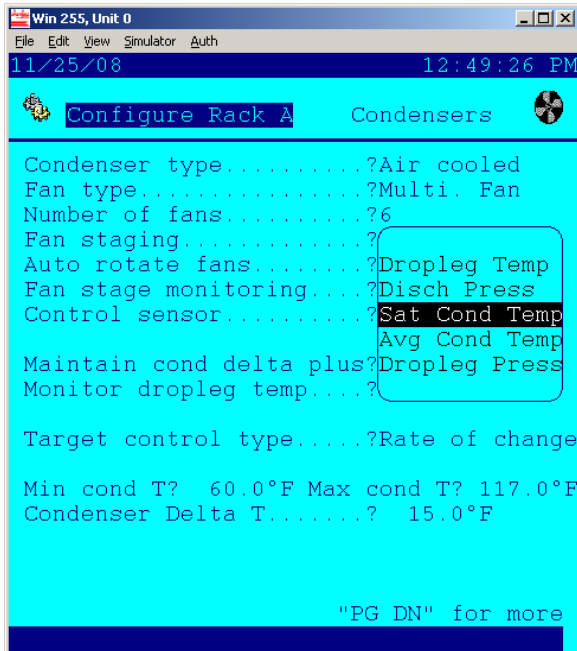 Win 255, Unit 0
File Edit View Simulator Auth
11/25/08 12:49:26 PM
Configure Rack A Condensers
Condenser type...........?Air cooled
Fan type.................?Multi. Fan
Number of fans...........?6
Fan staging..............?
Auto rotate fans.........?Dropleg Temp
Fan stage monitoring....?Disch Press
Control sensor...........?Sat Cond Temp
Avg Cond Temp
Maintain cond delta plus?Dropleg Press
Monitor dropleg temp....?
Target control type.....?Rate of change
Min cond T? 60.0°F Max cond T? 117.0°F
Condenser Delta T.......? 15.0°F
"PG DN" for more